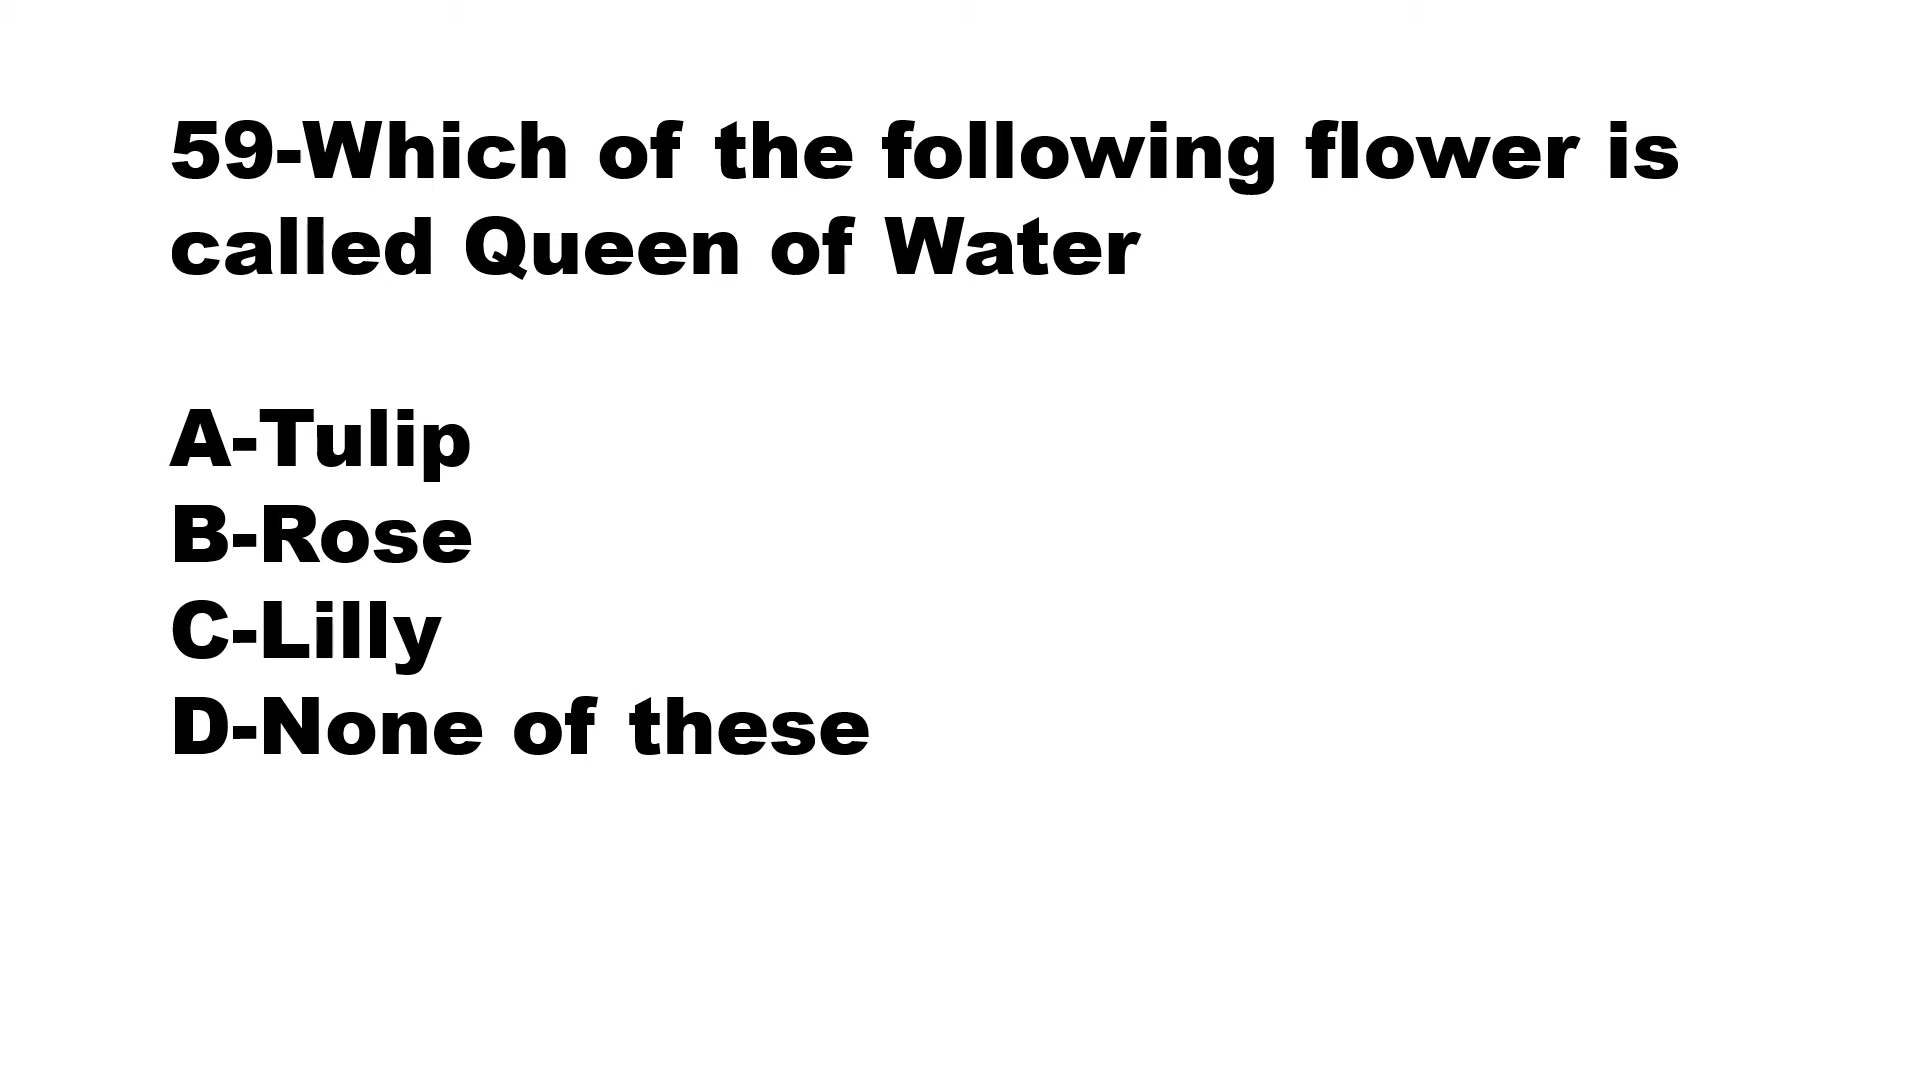 59-Which of the following flower is
called Queen of Water
A-Tulip
B-Rose
C-Lilly
D-None of these